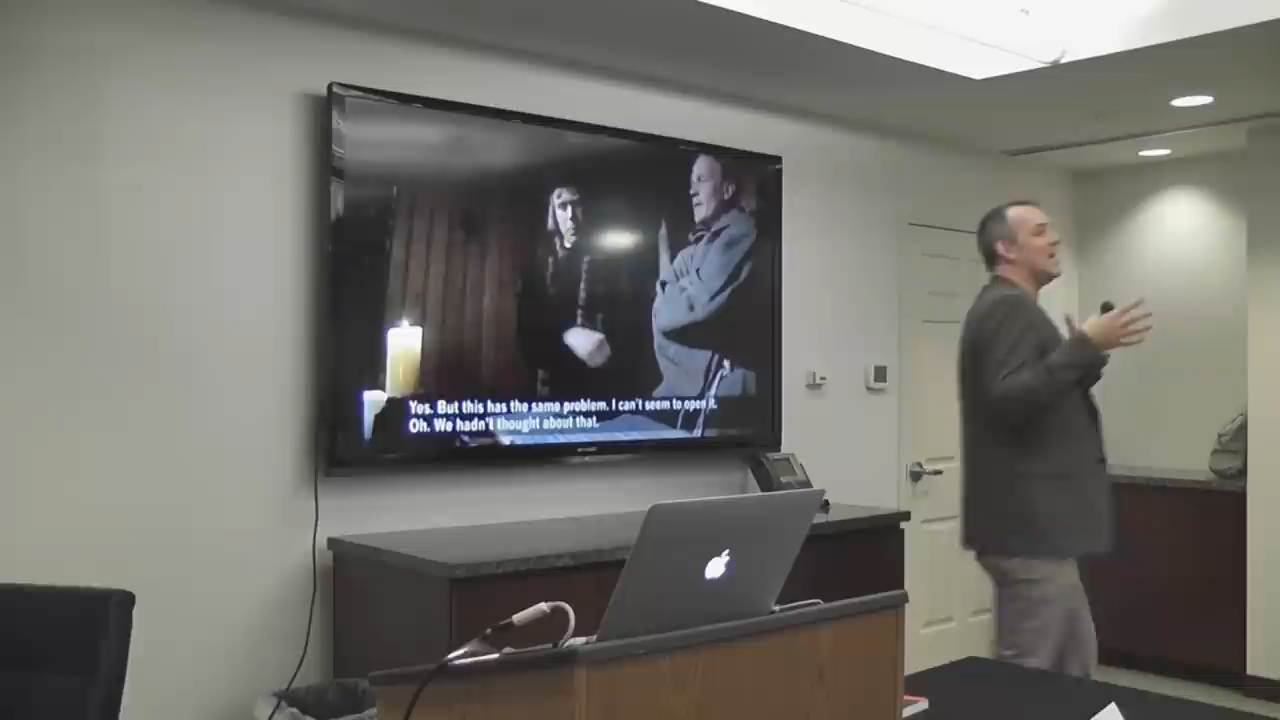 Yes. But this has the same problem. I can't seem to open it.
Oh. We hadn't thought about that.